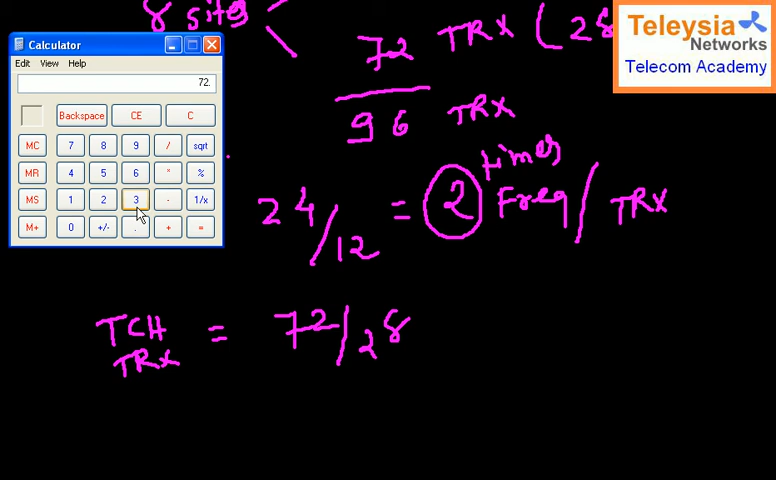 8 sites
72 TRX (28
96 TRX
24/12 = 2 times Freq / TRX
TCH TRX = 72/28
Calculator
Edit View Help
72.
Backspace CE C
MC 7 8 9 / sqrt
MR 4 5 6 * %
MS 1 2 3 - 1/x
M+ 0 +/- . + =
Teleysia
Networks
Telecom Academy